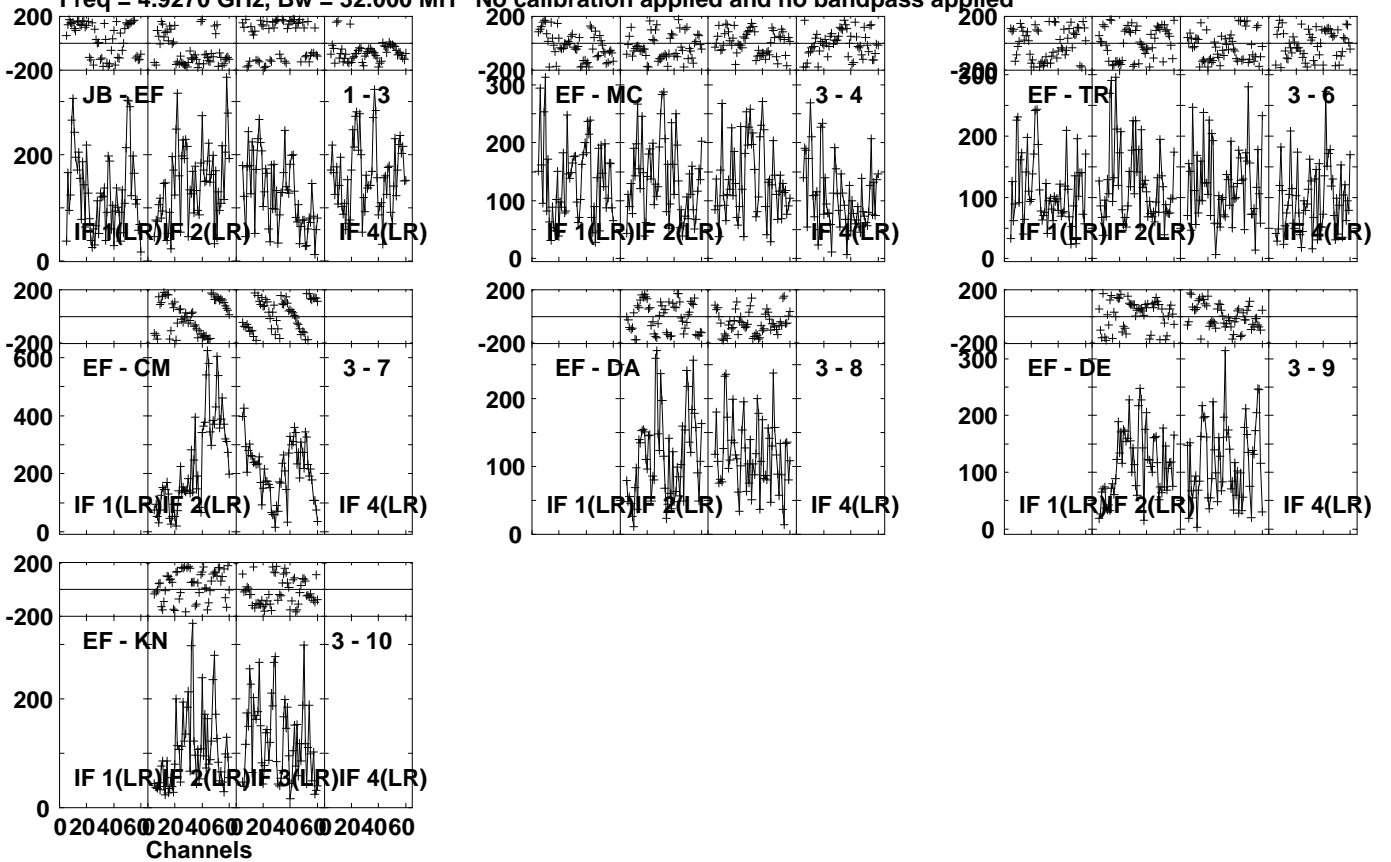 Freq = 4.9270 GHz, Bw = 32.000 MH No calibration applied and no bandpass applied
200
-200
JB - EF 1 - 3
200
0
IF 1(LR) IF 2(LR) IF 4(LR)
200
-200
300
EF - MC 3 - 4
200
100
0
IF 1(LR) IF 2(LR) IF 4(LR)
200
-200
300
EF - TR 3 - 6
200
100
0
IF 1(LR) IF 2(LR) IF 4(LR)
200
-200
600
EF - CM 3 - 7
400
200
0
IF 1(LR) IF 2(LR) IF 4(LR)
200
-200
EF - DA 3 - 8
200
100
0
IF 1(LR) IF 2(LR) IF 4(LR)
200
-200
300
EF - DE 3 - 9
200
100
0
IF 1(LR) IF 2(LR) IF 4(LR)
200
-200
EF - KN 3 - 10
200
0
IF 1(LR) IF 2(LR) IF 3(LR) IF 4(LR)
0 20 40 60 0 20 40 60 0 20 40 60 0 20 40 60
Channels